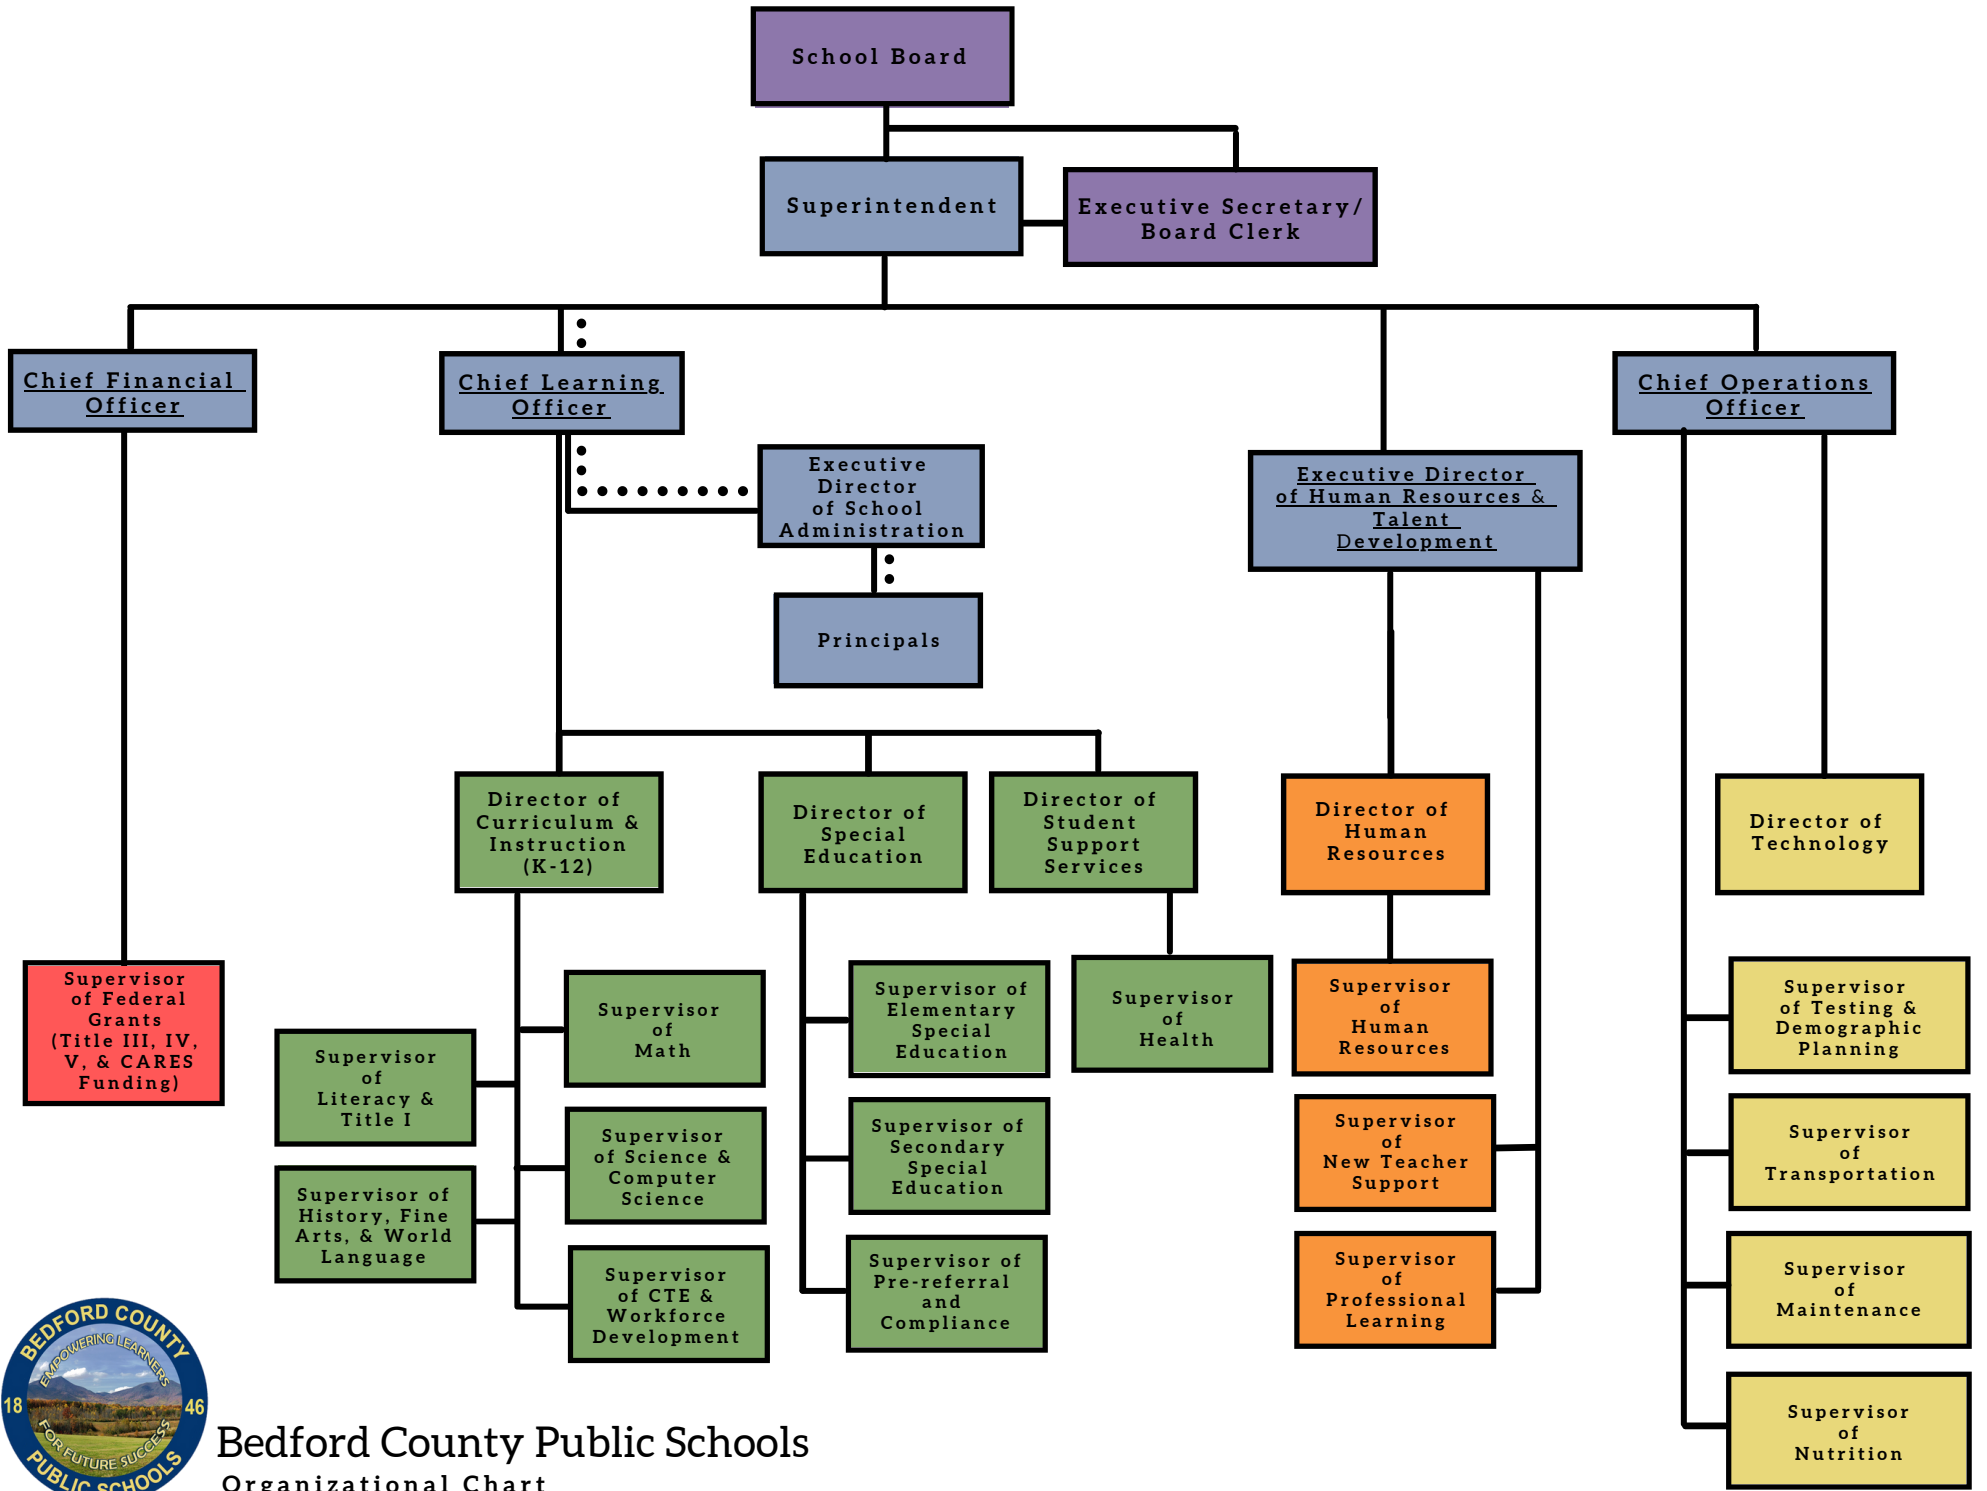 School Board
Superintendent
Executive Secretary/
Board Clerk
Chief Financial
Officer
Chief Learning
Officer
Chief Operations
Officer
Executive
Director
of School
Administration
Executive Director
of Human Resources &
Talent
Development
Principals
Director of
Curriculum &
Instruction
(K-12)
Director of
Special
Education
Director of
Student
Support
Services
Director of
Human
Resources
Director of
Technology
Supervisor
of Federal
Grants
(Title III, IV,
V, & CARES
Funding)
Supervisor
of
Literacy &
Title I
Supervisor of
History, Fine
Arts, & World
Language
Supervisor
of
Math
Supervisor
of Science &
Computer
Science
Supervisor
of CTE &
Workforce
Development
Supervisor of
Elementary
Special
Education
Supervisor of
Secondary
Special
Education
Supervisor of
Pre-referral
and
Compliance
Supervisor
of
Health
Supervisor
of
Human
Resources
Supervisor
of
New Teacher
Support
Supervisor
of
Professional
Learning
Supervisor
of Testing &
Demographic
Planning
Supervisor
of
Transportation
Supervisor
of
Maintenance
Supervisor
of
Nutrition
BEDFORD COUNTY
EMPOWERING LEARNERS
18 46
FOR FUTURE SUCCESS
PUBLIC SCHOOLS
Bedford County Public Schools
Organizational Chart